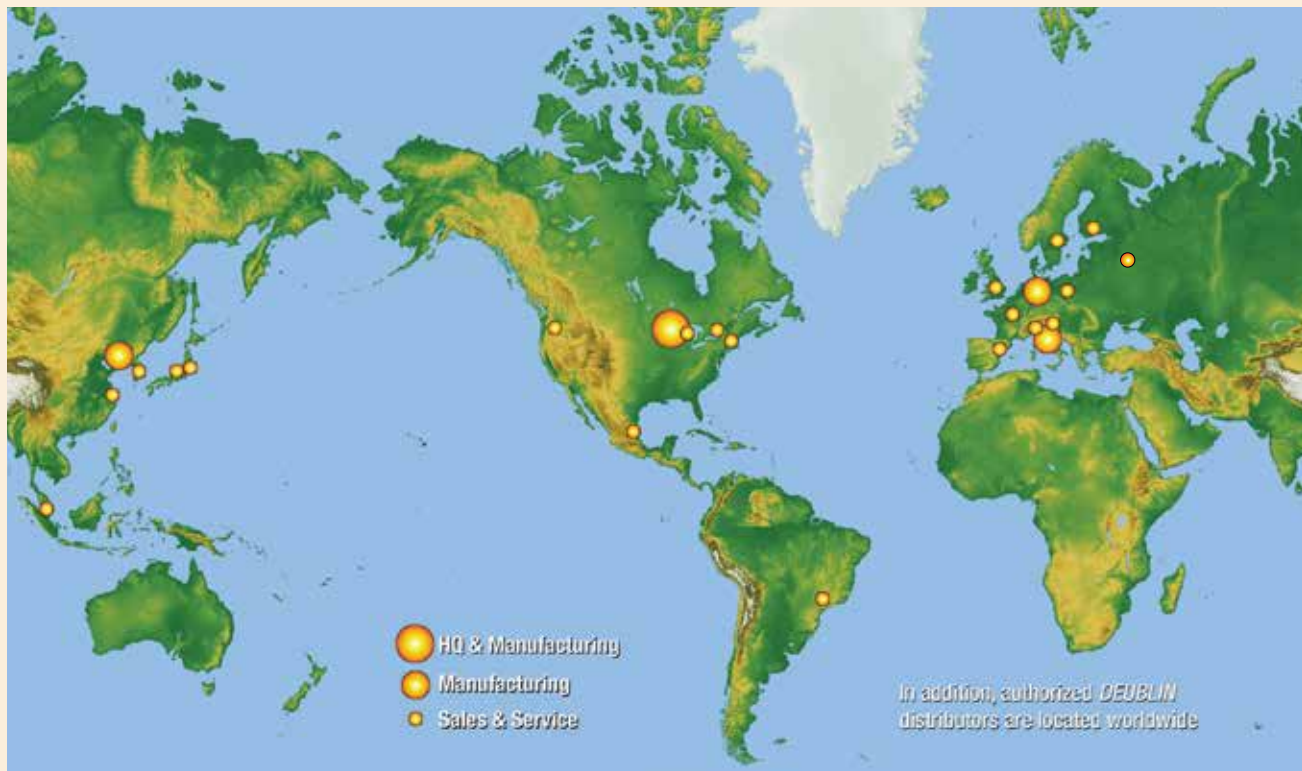 HQ & Manufacturing
Manufacturing
Sales & Service
In addition, authorized DEUBLIN
distributors are located worldwide